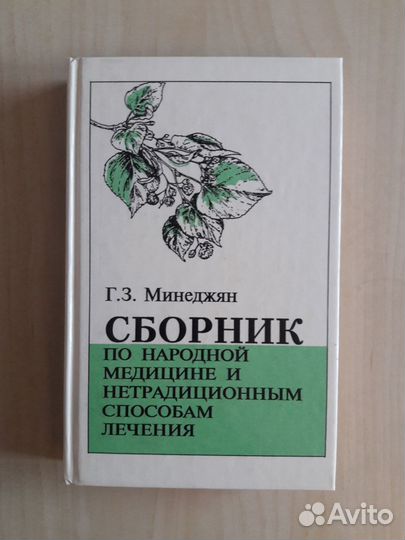 Г.З. Минеджян
СБОРНИК
ПО НАРОДНОЙ
МЕДИЦИНЕ И
НЕТРАДИЦИОННЫМ
СПОСОБАМ
ЛЕЧЕНИЯ
Avito